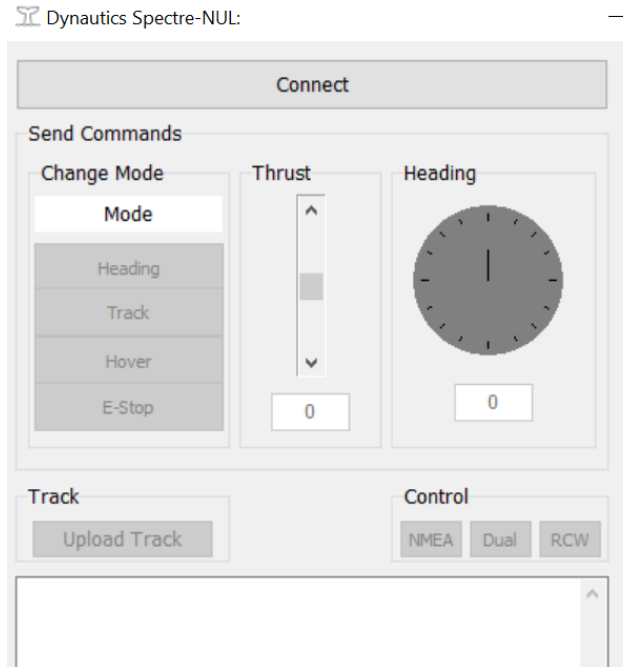 Dynautics Spectre-NUL:
Connect
Send Commands
Change Mode
Mode
Heading
Track
Hover
E-Stop
Thrust
0
Heading
0
Track
Upload Track
Control
NMEA Dual RCW